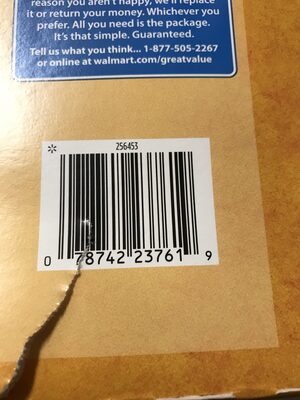 reason you aren't happy, we'll replace
it or return your money. Whichever you
prefer. All you need is the package.
It's that simple. Guaranteed.
Tell us what you think... 1-877-505-2267
or online at walmart.com/greatvalue
256453
0 78742 23761 9